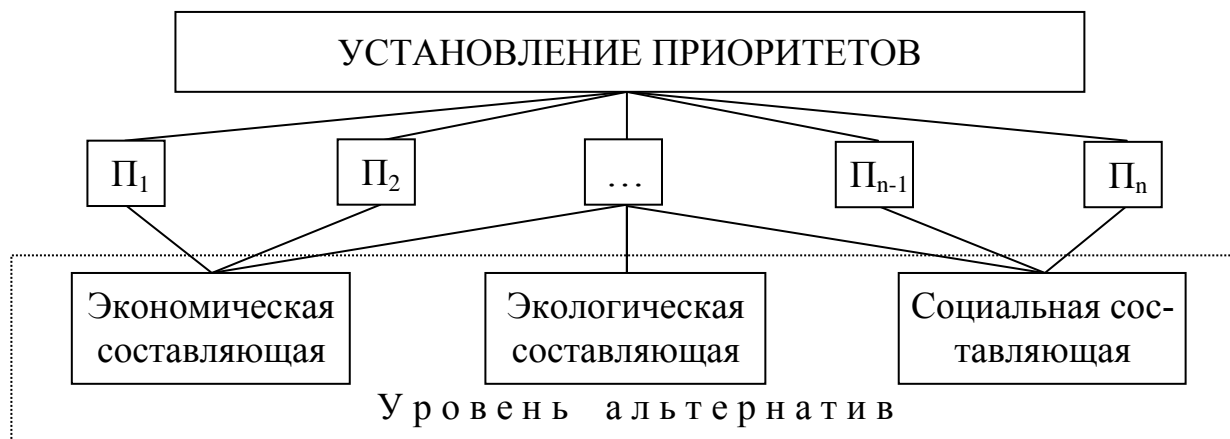 УСТАНОВЛЕНИЕ ПРИОРИТЕТОВ
П₁ П₂ … Пₙ₋₁ Пₙ
Экономическая Экологическая Социальная сос-
составляющая составляющая тавляющая
Уровень альтернатив